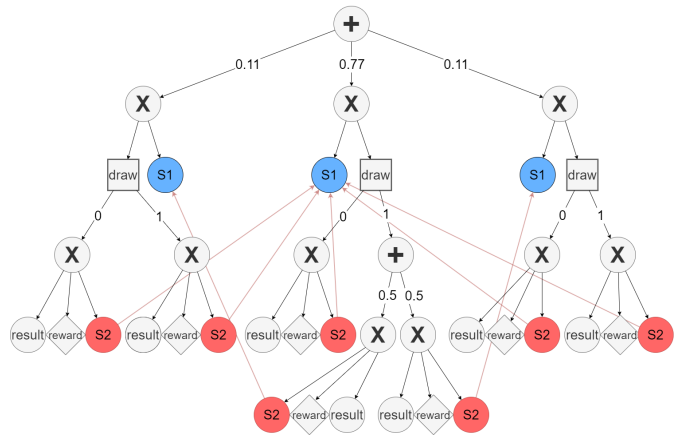 +
0.11 0.77 0.11
X X X
draw S1 S1 draw S1 draw
0 1 0 1 0 1
X X X + X X
0.5 0.5
result reward S2 result reward S2 result reward S2 X X result reward S2 result reward S2
S2 reward result result reward S2